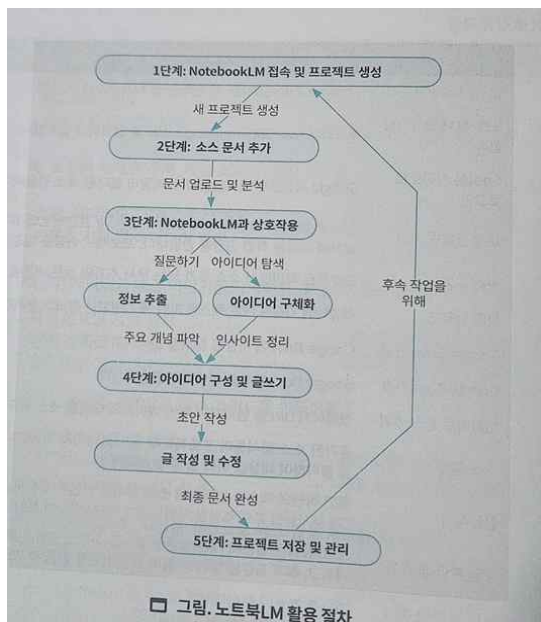 1단계: NotebookLM 접속 및 프로젝트 생성
새 프로젝트 생성
2단계: 소스 문서 추가
문서 업로드 및 분석
3단계: NotebookLM과 상호작용
질문하기 아이디어 탐색
정보 추출 아이디어 구체화
후속 작업을
위해
주요 개념 파악 인사이트 정리
4단계: 아이디어 구성 및 글쓰기
초안 작성
글 작성 및 수정
최종 문서 완성
5단계: 프로젝트 저장 및 관리
그림. 노트북LM 활용 절차